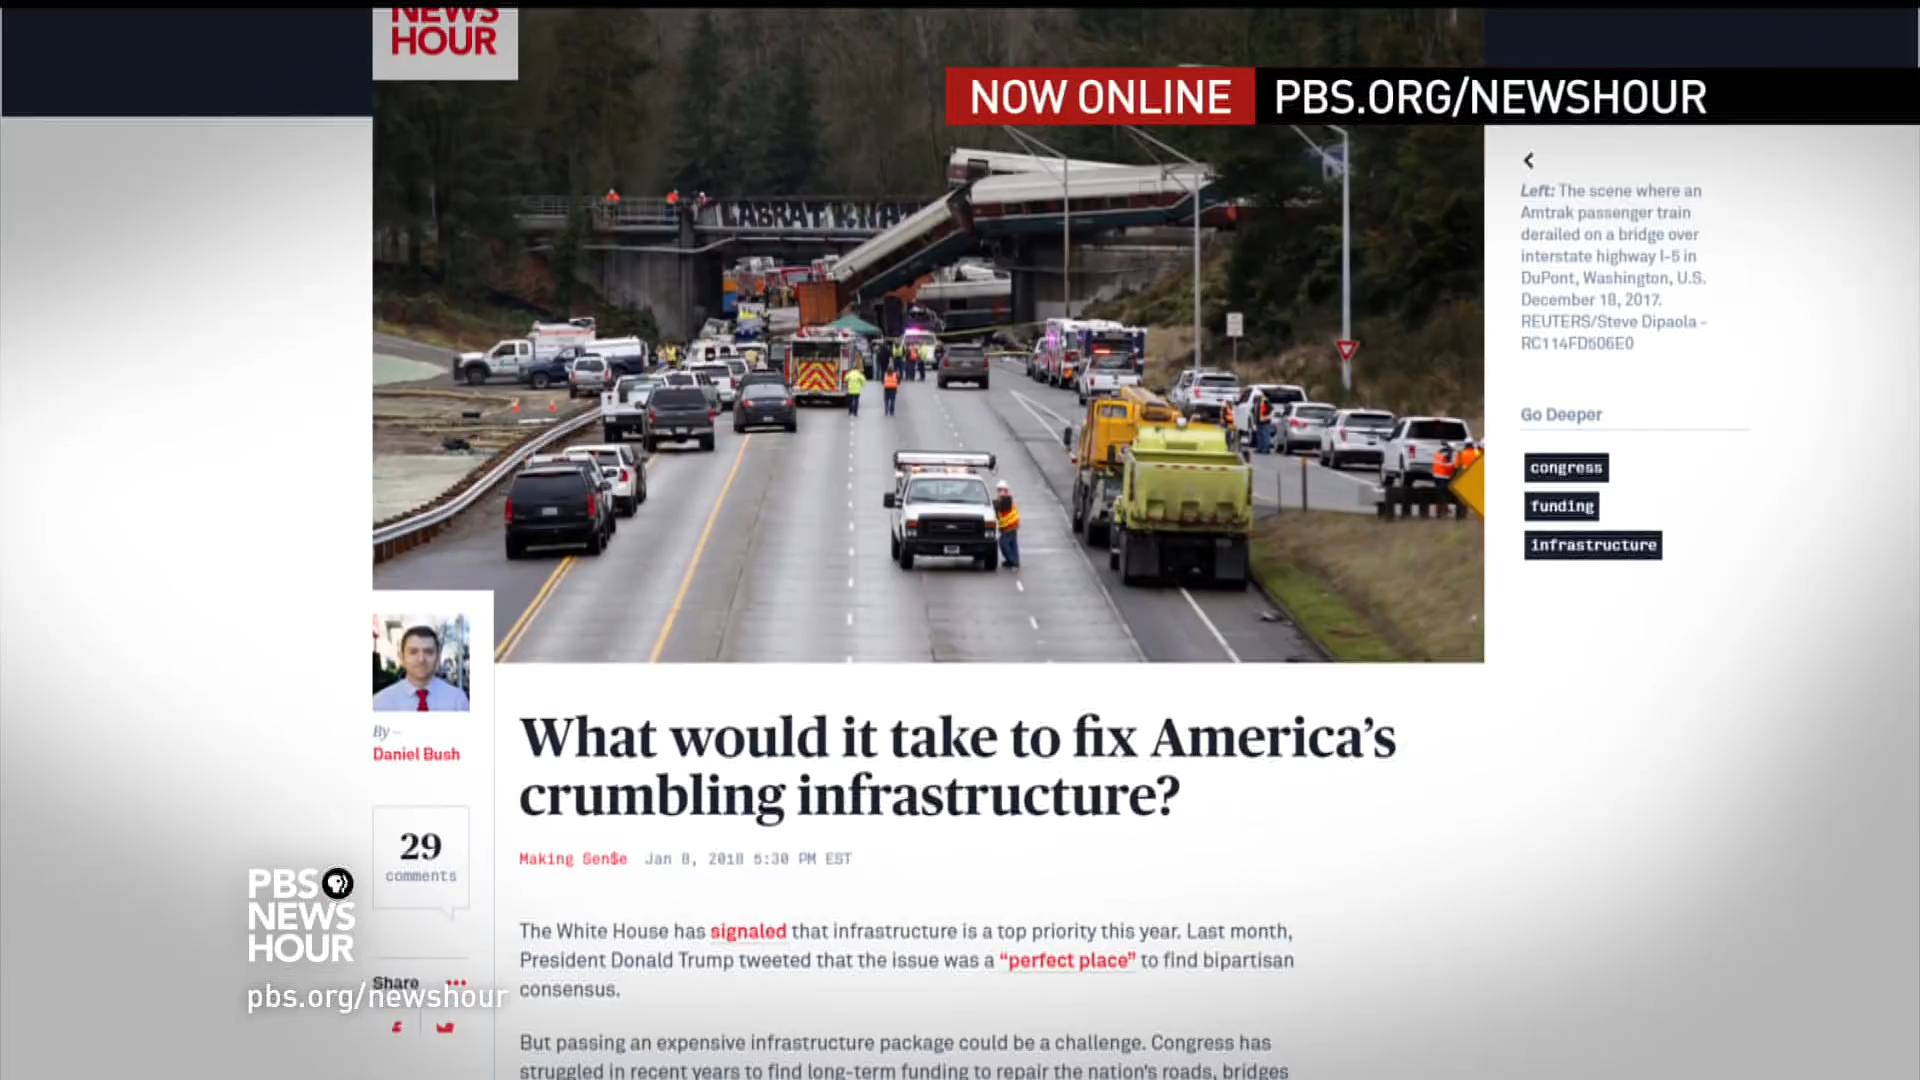 NEWS
HOUR
NOW ONLINE PBS.ORG/NEWSHOUR
Left: The scene where an
Amtrak passenger train
derailed on a bridge over
interstate highway I-5 in
DuPont, Washington, U.S.
December 18, 2017.
REUTERS/Steve Dipaola -
RC114FD506E0
Go Deeper
congress
funding
infrastructure
LABRAT
By —
Daniel Bush
29
comments
Share
What would it take to fix America's
crumbling infrastructure?
Making Sen$e Jan 8, 2018 5:30 PM EST
The White House has signaled that infrastructure is a top priority this year. Last month,
President Donald Trump tweeted that the issue was a “perfect place” to find bipartisan
consensus.
But passing an expensive infrastructure package could be a challenge. Congress has
struggled in recent years to find long-term funding to repair the nation's roads, bridges
PBS
NEWS
HOUR
pbs.org/newshour